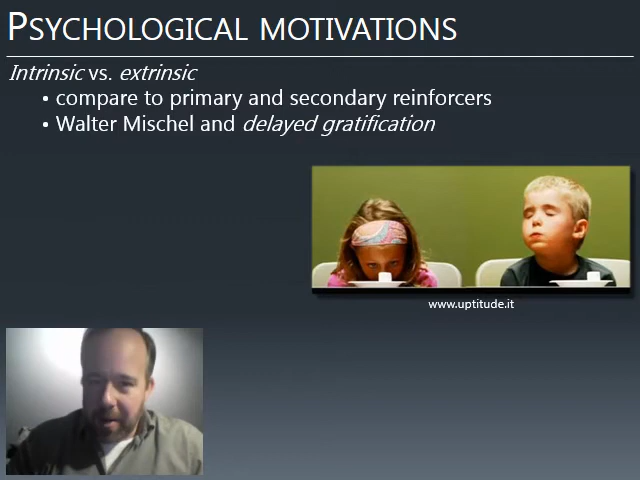 PSYCHOLOGICAL MOTIVATIONS
Intrinsic vs. extrinsic
• compare to primary and secondary reinforcers
• Walter Mischel and delayed gratification
www.uptitude.it